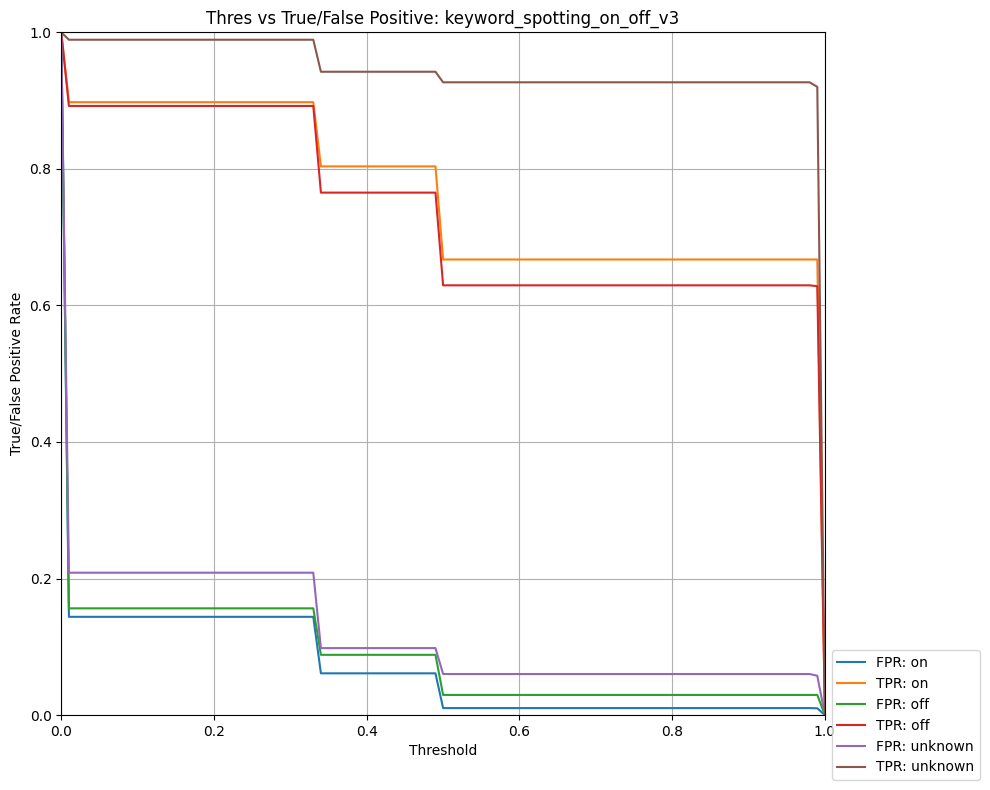 Thres vs True/False Positive: keyword_spotting_on_off_v3
1.0
0.8
0.6
0.4
0.2
0.0
True/False Positive Rate
0.0 0.2 0.4 0.6 0.8 1.0
Threshold
FPR: on
TPR: on
FPR: off
TPR: off
FPR: unknown
TPR: unknown